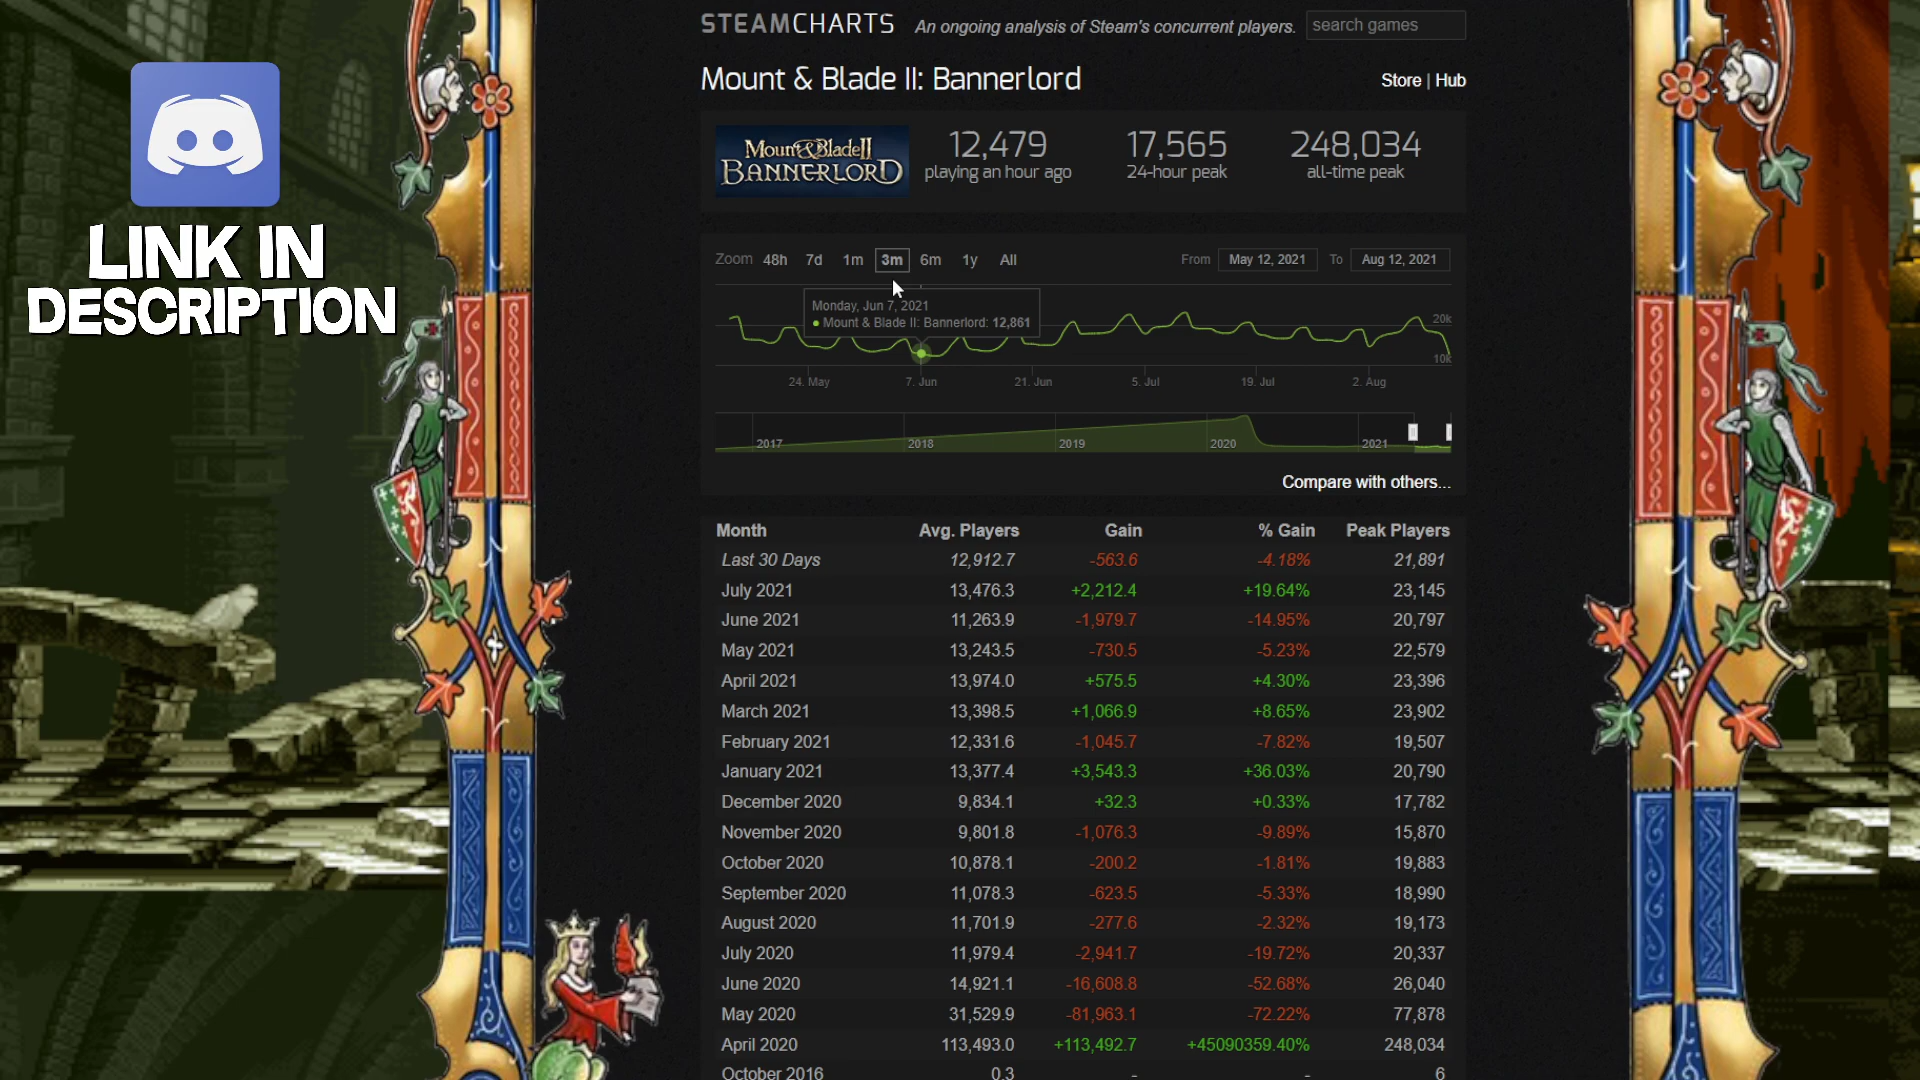 STEAMCHARTS An ongoing analysis of Steam's concurrent players. search games
Mount & Blade II: Bannerlord Store | Hub
LINK IN
DESCRIPTION
Mount & Blade II
BANNERLORD
12,479 17,565 248,034
playing an hour ago 24-hour peak all-time peak
Zoom 48h 7d 1m 3m 6m 1y All From May 12, 2021 To Aug 12, 2021
Monday, Jun 7, 2021
Mount & Blade II: Bannerlord: 12,861
20k
10k
24. May 7. Jun 21. Jun 5. Jul 19. Jul 2. Aug
2017 2018 2019 2020 2021
Compare with others...
Month Avg. Players Gain % Gain Peak Players
Last 30 Days 12,912.7 -563.6 -4.18% 21,891
July 2021 13,476.3 +2,212.4 +19.64% 23,145
June 2021 11,263.9 -1,979.7 -14.95% 20,797
May 2021 13,243.5 -730.5 -5.23% 22,579
April 2021 13,974.0 +575.5 +4.30% 23,396
March 2021 13,398.5 +1,066.9 +8.65% 23,902
February 2021 12,331.6 -1,045.7 -7.82% 19,507
January 2021 13,377.4 +3,543.3 +36.03% 20,790
December 2020 9,834.1 +32.3 +0.33% 17,782
November 2020 9,801.8 -1,076.3 -9.89% 15,870
October 2020 10,878.1 -200.2 -1.81% 19,883
September 2020 11,078.3 -623.5 -5.33% 18,990
August 2020 11,701.9 -277.6 -2.32% 19,173
July 2020 11,979.4 -2,941.7 -19.72% 20,337
June 2020 14,921.1 -16,608.8 -52.68% 26,040
May 2020 31,529.9 -81,963.1 -72.22% 77,878
April 2020 113,493.0 +113,492.7 +45090359.40% 248,034
October 2016 0.3 - - 6